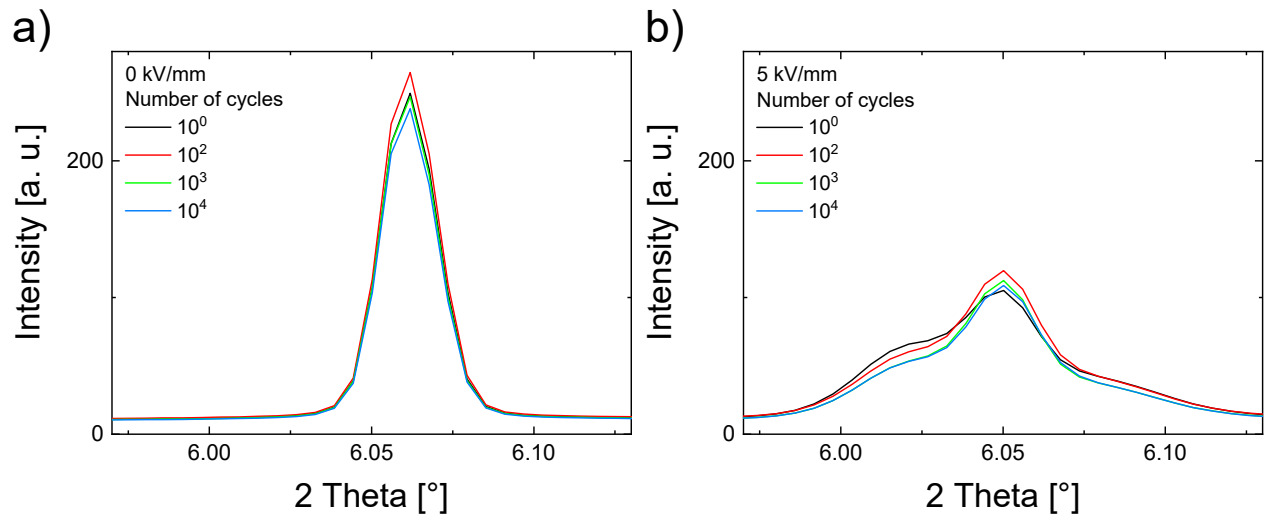 a)
0 kV/mm
Number of cycles
10⁰
10²
10³
10⁴
200
0
6.00 6.05 6.10
Intensity [a. u.]
2 Theta [°]
b)
5 kV/mm
Number of cycles
10⁰
10²
10³
10⁴
200
0
6.00 6.05 6.10
Intensity [a. u.]
2 Theta [°]